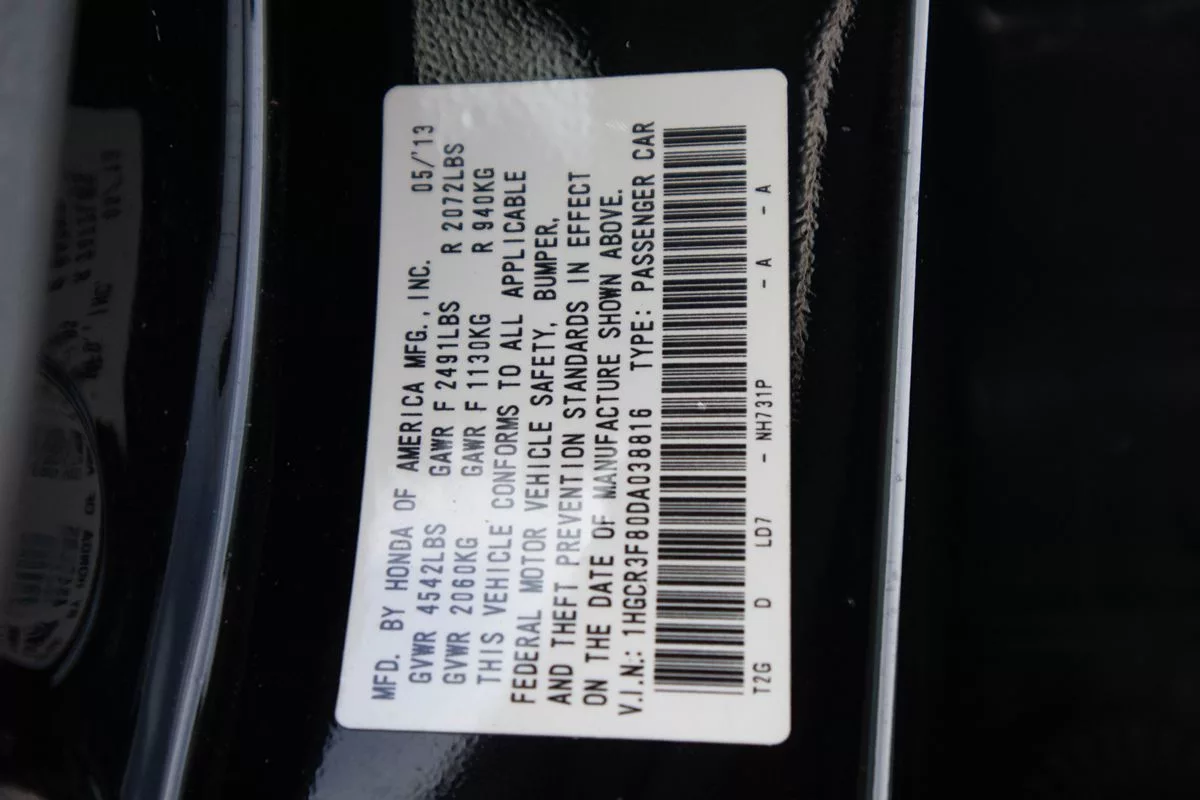 MFD. BY HONDA OF AMERICA MFG., INC. 05/'13
GVWR 4542LBS GAWR F 2491LBS R 2072LBS
GVWR 2060KG GAWR F 1130KG R 940KG
THIS VEHICLE CONFORMS TO ALL APPLICABLE
FEDERAL MOTOR VEHICLE SAFETY, BUMPER,
AND THEFT PREVENTION STANDARDS IN EFFECT
ON THE DATE OF MANUFACTURE SHOWN ABOVE.
V.I.N.: 1HGCR3F80DA038816 TYPE: PASSENGER CAR
T2G D LD7 - NH731P - A - A